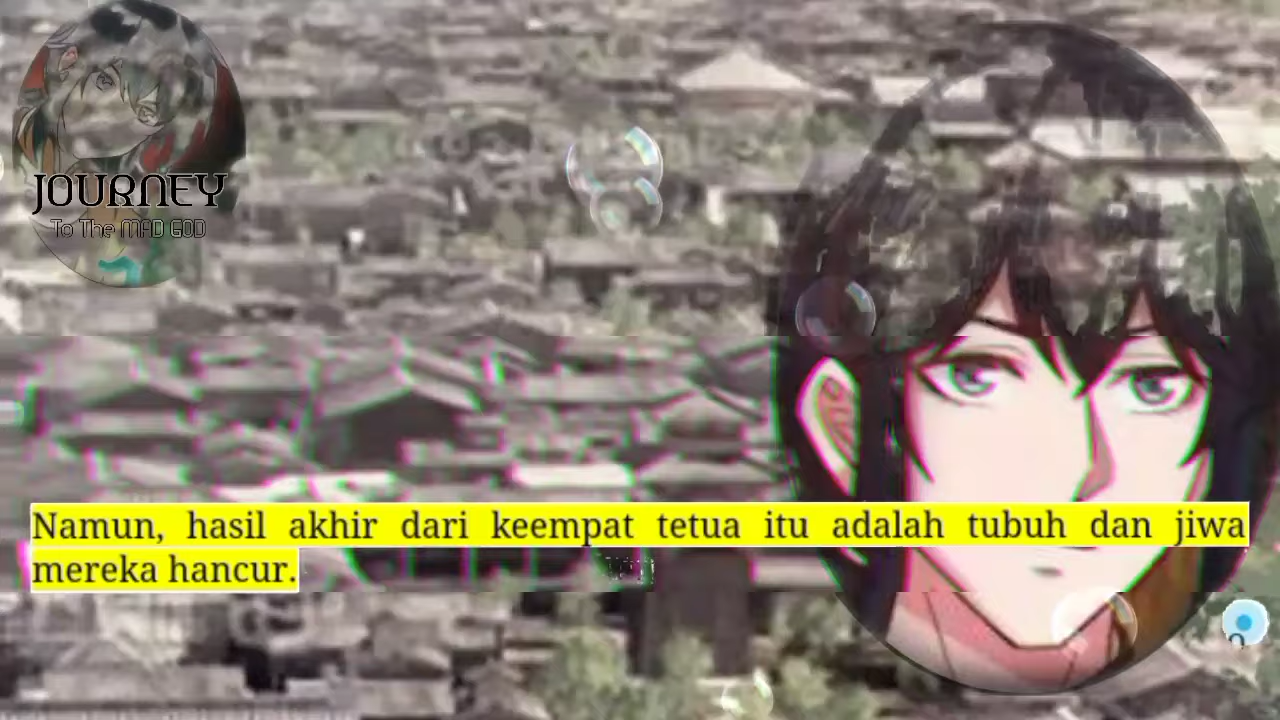 JOURNEY
To The MAD GOD
Namun, hasil akhir dari keempat tetua itu adalah tubuh dan jiwa
mereka hancur.